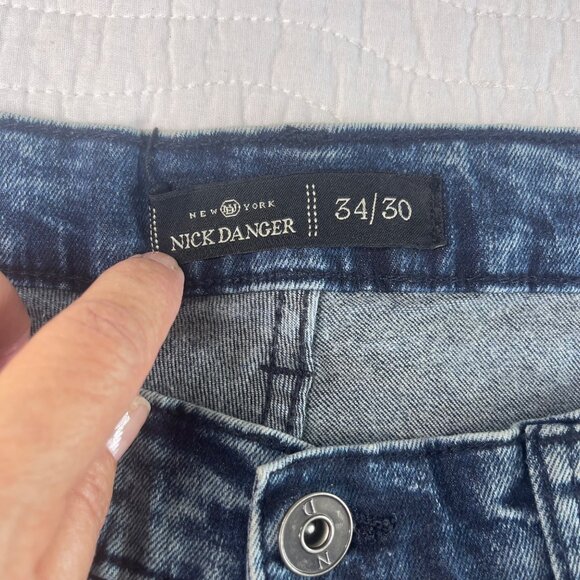 NEW YORK
NICK DANGER
34/30
N D